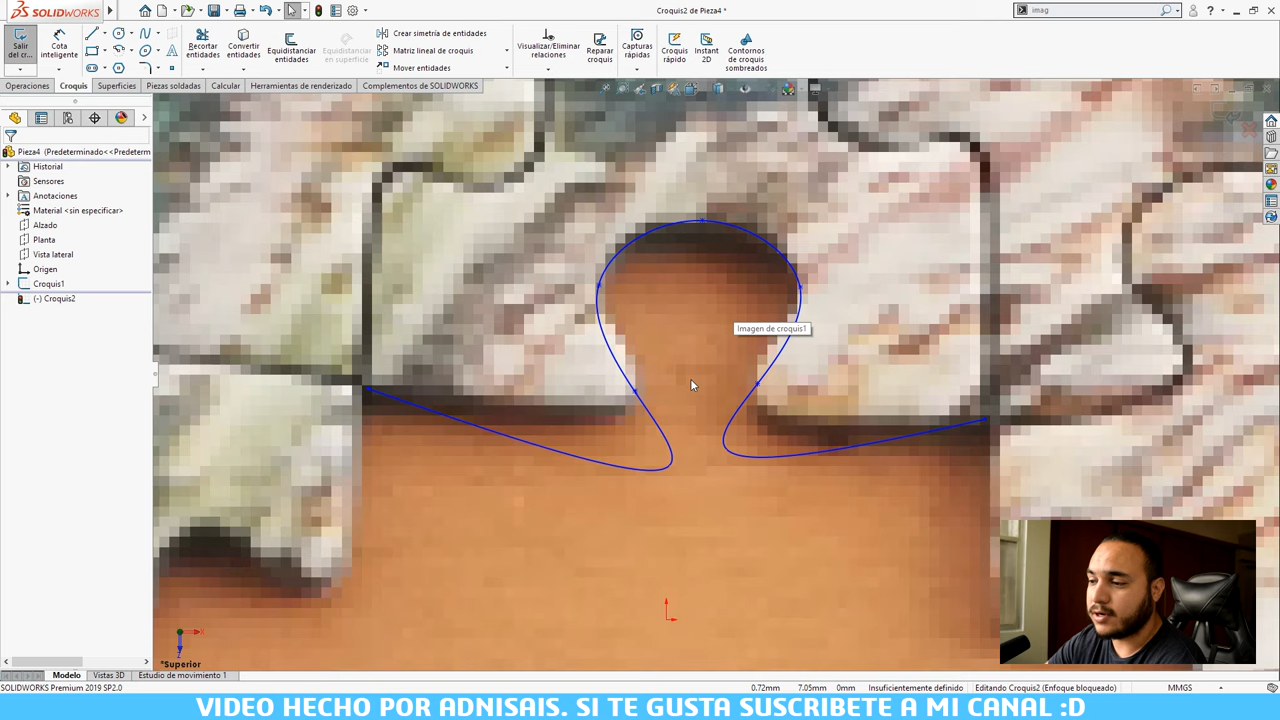 SOLIDWORKS
Croquis2 de Pieza4 *
imag
Salir del cr...
Cota inteligente
Recortar entidades
Convertir entidades
Equidistanciar entidades
Equidistanciar en superficie
Crear simetría de entidades
Matriz lineal de croquis
Mover entidades
Visualizar/Eliminar relaciones
Reparar croquis
Capturas rápidas
Croquis rápido
Instant 2D
Contornos de croquis sombreados
Operaciones
Croquis
Superficies
Piezas soldadas
Calcular
Herramientas de renderizado
Complementos de SOLIDWORKS
Pieza4 (Predeterminado<<Predeterm
Historial
Sensores
Anotaciones
Material <sin especificar>
Alzado
Planta
Vista lateral
Origen
Croquis1
(-) Croquis2
Imagen de croquis1
X
Z
*Superior
Modelo
Vistas 3D
Estudio de movimiento 1
SOLIDWORKS Premium 2019 SP2.0
0.72mm
7.05mm
0mm
Insuficientemente definido
Editando Croquis2 (Enfoque bloqueado)
MMGS
VIDEO HECHO POR ADNISAIS. SI TE GUSTA SUSCRIBETE A MI CANAL :D